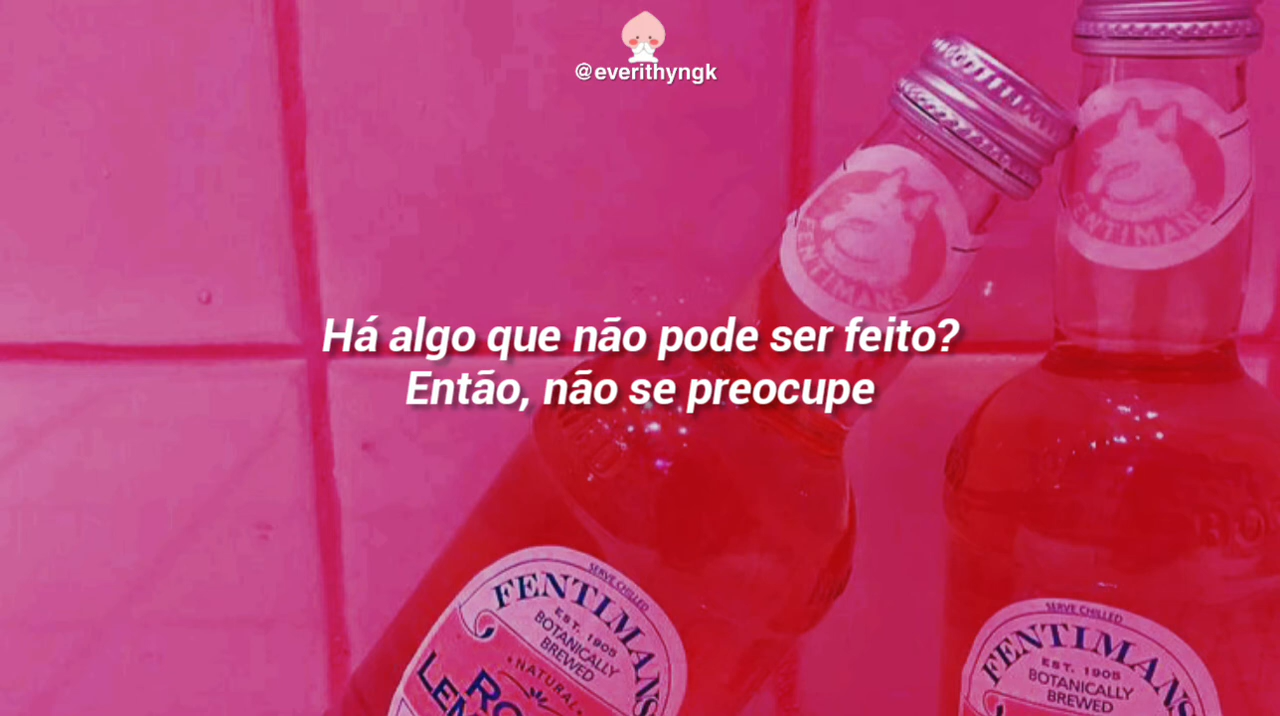 @everithyngk
FENTIMANS
FENTIMANS
Há algo que não pode ser feito?
Então, não se preocupe
SERVE CHILLED
FENTIMANS
EST. 1905
BOTANICALLY
BREWED
NATURAL
SERVE CHILLED
FENTIMANS
EST. 1905
BOTANICALLY
BREWED